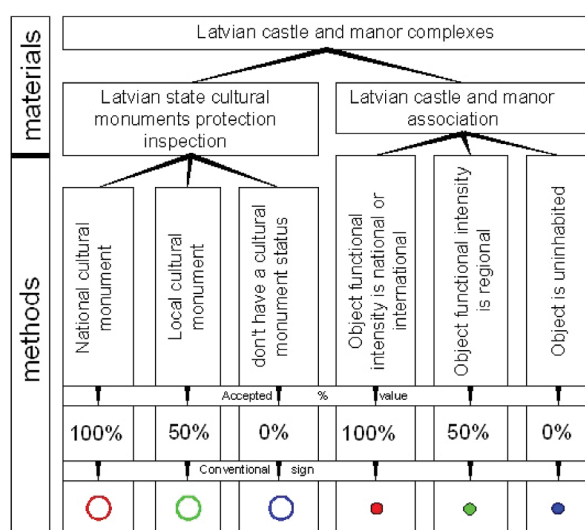 materials
Latvian castle and manor complexes
Latvian state cultural
monuments protection
inspection
Latvian castle and manor
association
methods
National cultural
monument
Local cultural
monument
don't have a cultural
monument status
Object functional
intensity is national or
international
Object functional intensity
is regional
Object is uninhabited
Accepted % value
100% 50% 0% 100% 50% 0%
Conventional sign